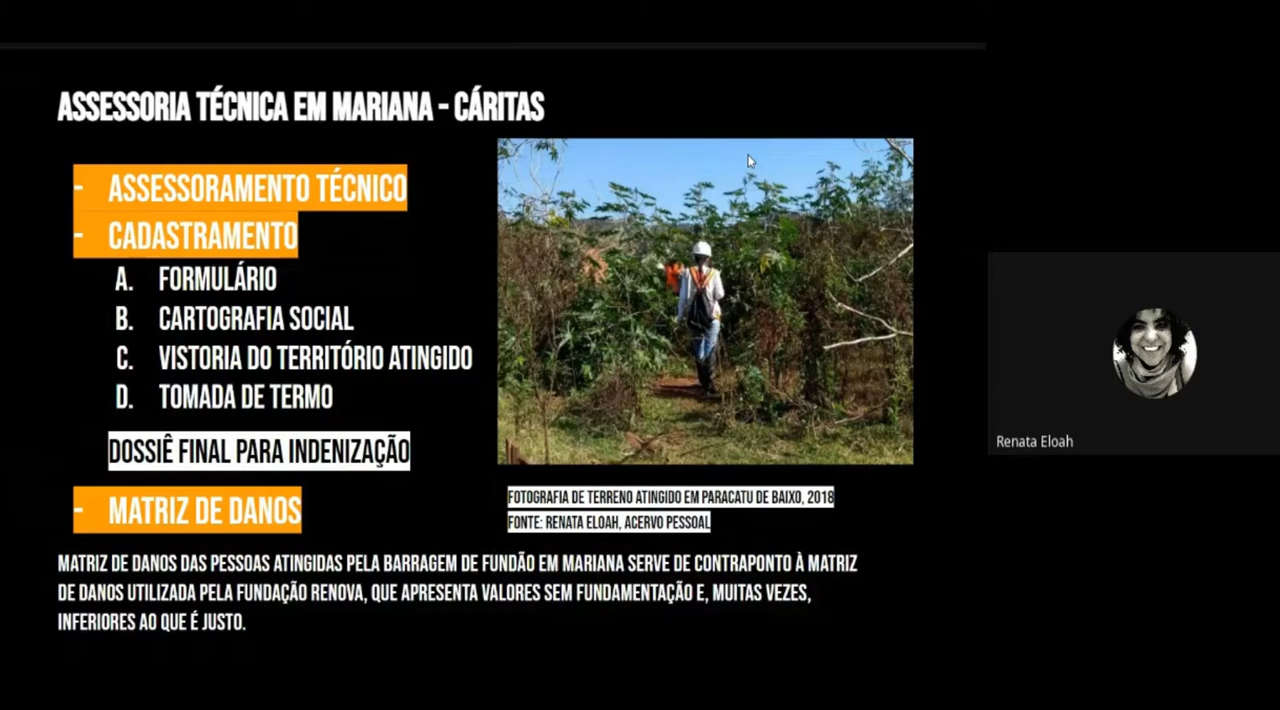 ASSESSORIA TÉCNICA EM MARIANA - CÁRITAS
- ASSESSORAMENTO TÉCNICO
- CADASTRAMENTO
A. FORMULÁRIO
B. CARTOGRAFIA SOCIAL
C. VISTORIA DO TERRITÓRIO ATINGIDO
D. TOMADA DE TERMO
DOSSIÊ FINAL PARA INDENIZAÇÃO
- MATRIZ DE DANOS
FOTOGRAFIA DE TERRENO ATINGIDO EM PARACATU DE BAIXO, 2018
FONTE: RENATA ELOAH, ACERVO PESSOAL
MATRIZ DE DANOS DAS PESSOAS ATINGIDAS PELA BARRAGEM DE FUNDÃO EM MARIANA SERVE DE CONTRAPONTO À MATRIZ
DE DANOS UTILIZADA PELA FUNDAÇÃO RENOVA, QUE APRESENTA VALORES SEM FUNDAMENTAÇÃO E, MUITAS VEZES,
INFERIORES AO QUE É JUSTO.
Renata Eloah